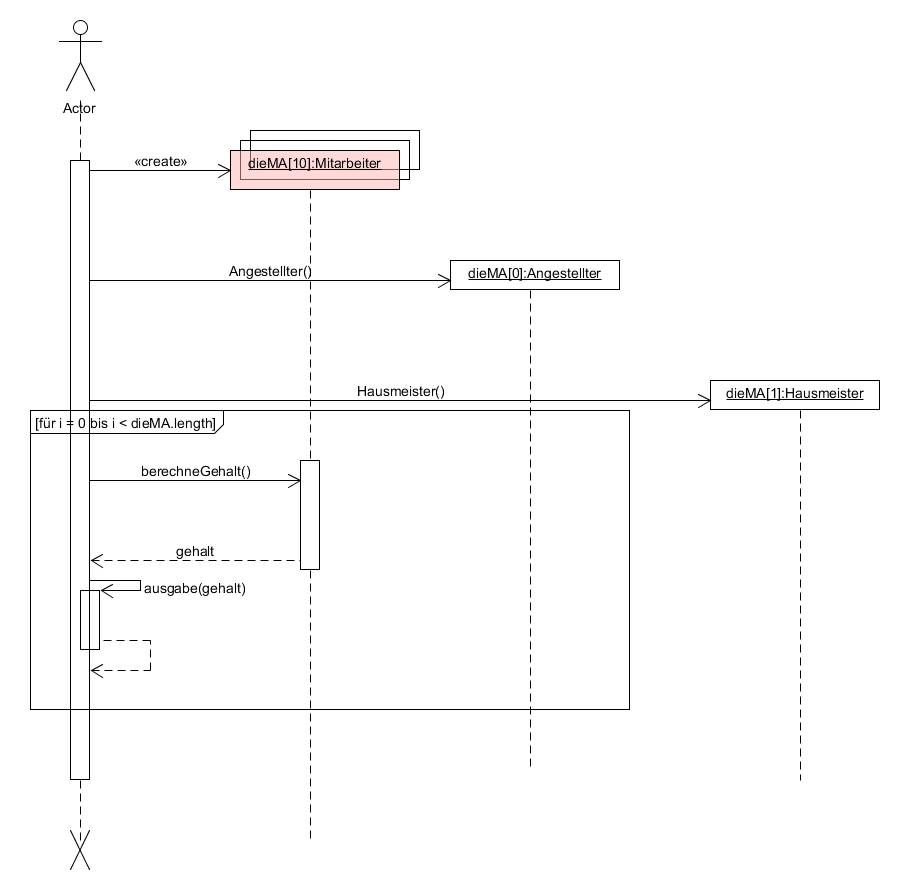 Actor
«create»
dieMA[10]:Mitarbeiter
Angestellter()
dieMA[0]:Angestellter
Hausmeister()
dieMA[1]:Hausmeister
[für i = 0 bis i < dieMA.length]
berechneGehalt()
gehalt
ausgabe(gehalt)